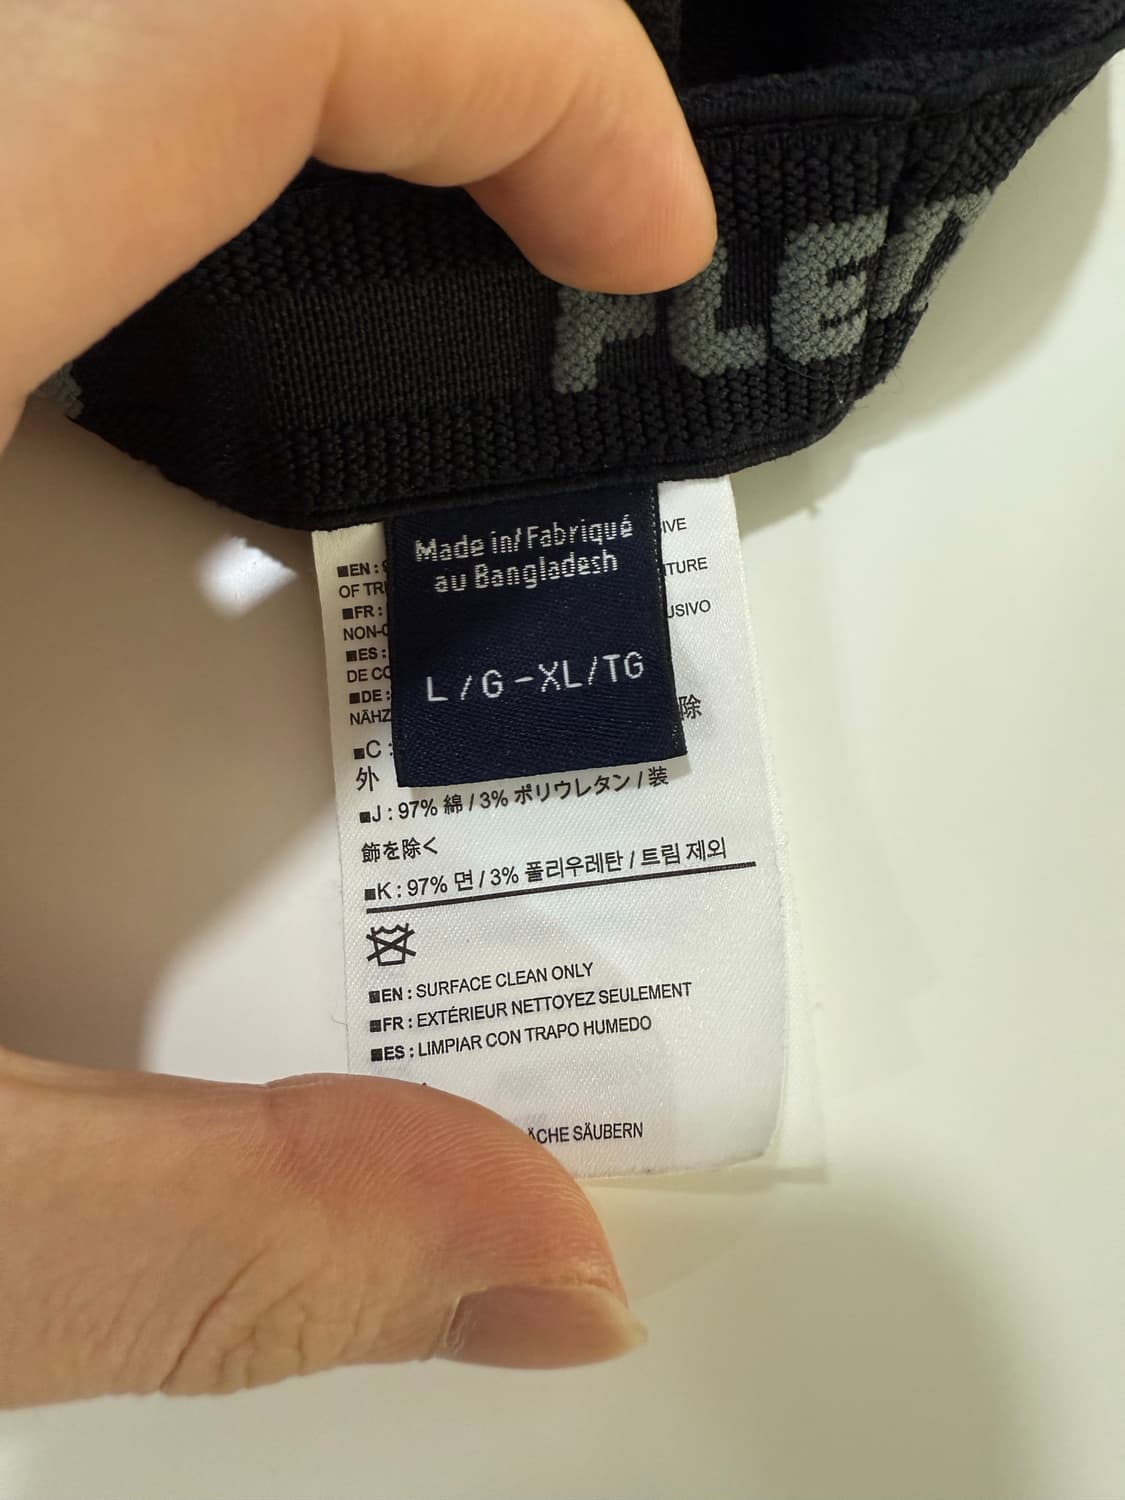 FLE
Made in/ Fabriqué
au Bangladesh
L / G - XL / TG
IVE
■EN :
OF TR
TURE
■FR :
NON-
USIVO
■ES :
DE CO
■DE :
NÄHZ
除
■C :
外
■J : 97% 綿 / 3% ポリウレタン / 装
飾を除く
■K : 97% 면 / 3% 폴리우레탄 / 트림 제외
■EN : SURFACE CLEAN ONLY
■FR : EXTÉRIEUR NETTOYEZ SEULEMENT
■ES : LIMPIAR CON TRAPO HUMEDO
ÄCHE SÄUBERN